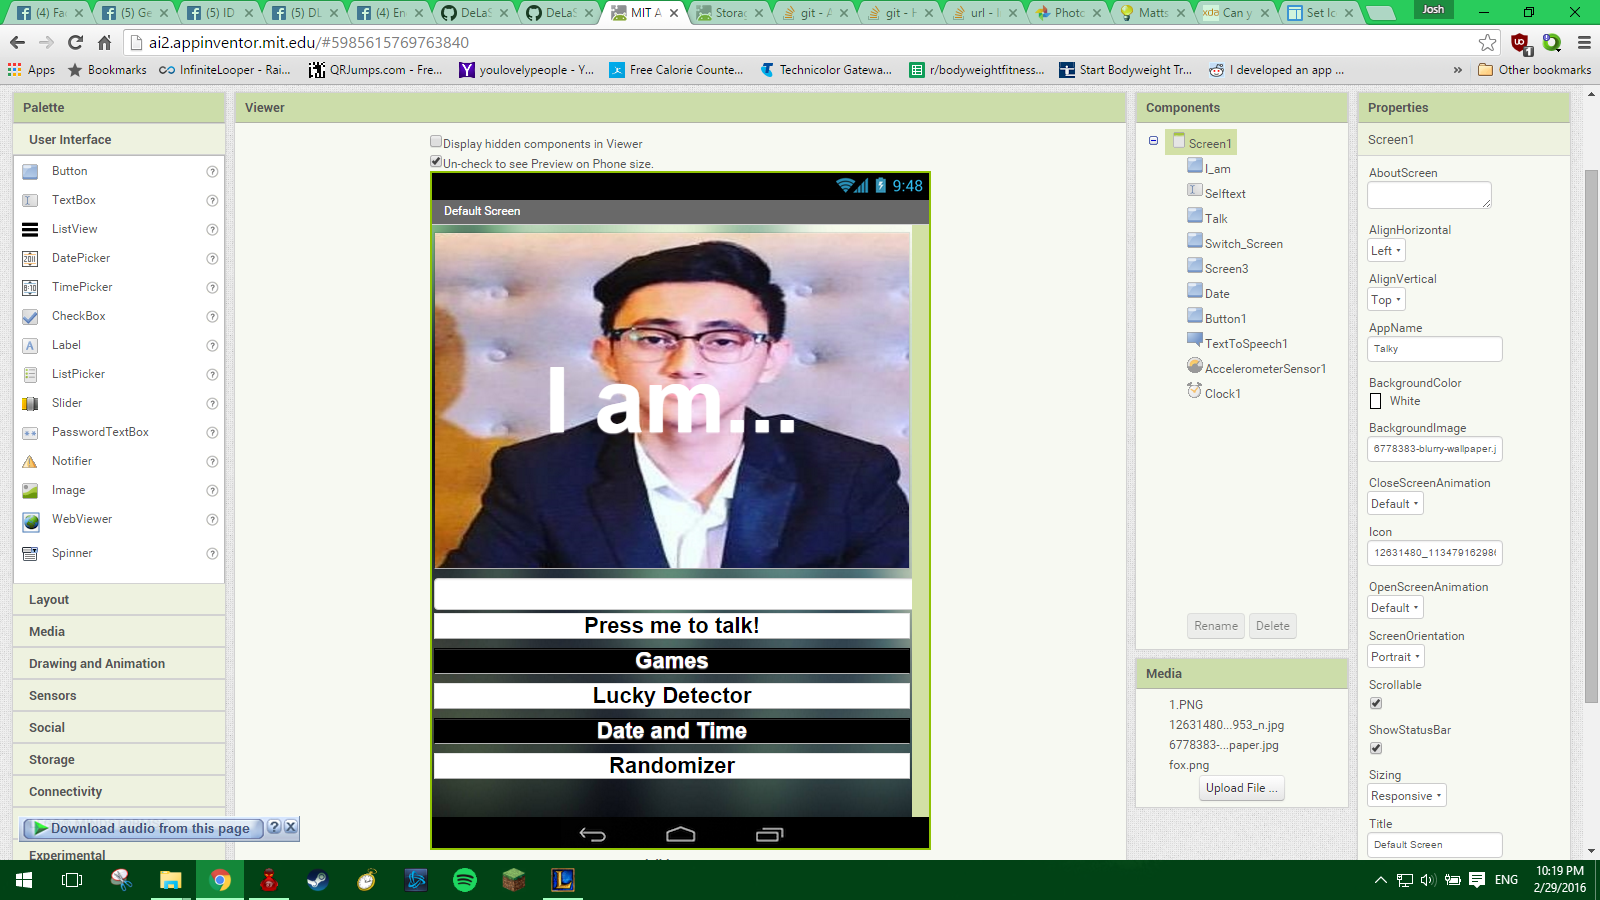 (4) Fac
(5) Ge
(5) ID
(5) DL
(4) En
DeLaS
DeLaS
MIT A
Storag
git - A
git - H
url - l
Photo
Matts
Can y
Set Ic
Josh
ai2.appinventor.mit.edu/#5985615769763840
Apps
Bookmarks
InfiniteLooper - Rai...
QRJumps.com - Fre...
youlovelypeople - Y...
Free Calorie Counte...
Technicolor Gatewa...
r/bodyweightfitness...
Start Bodyweight Tr...
I developed an app ...
»
Other bookmarks
Palette
User Interface
Button
TextBox
ListView
DatePicker
TimePicker
CheckBox
Label
ListPicker
Slider
PasswordTextBox
Notifier
Image
WebViewer
Spinner
Layout
Media
Drawing and Animation
Sensors
Social
Storage
Connectivity
Download audio from this page
Experimental
Viewer
Display hidden components in Viewer
Un-check to see Preview on Phone size.
9:48
Default Screen
I am...
Press me to talk!
Games
Lucky Detector
Date and Time
Randomizer
Components
Screen1
I_am
Selftext
Talk
Switch_Screen
Screen3
Date
Button1
TextToSpeech1
AccelerometerSensor1
Clock1
Rename
Delete
Media
1.PNG
12631480...953_n.jpg
6778383-...paper.jpg
fox.png
Upload File ...
Properties
Screen1
AboutScreen
AlignHorizontal
Left
AlignVertical
Top
AppName
Talky
BackgroundColor
White
BackgroundImage
6778383-blurry-wallpaper.j
CloseScreenAnimation
Default
Icon
12631480_113479162986
OpenScreenAnimation
Default
ScreenOrientation
Portrait
Scrollable
ShowStatusBar
Sizing
Responsive
Title
Default Screen
ENG
10:19 PM
2/29/2016